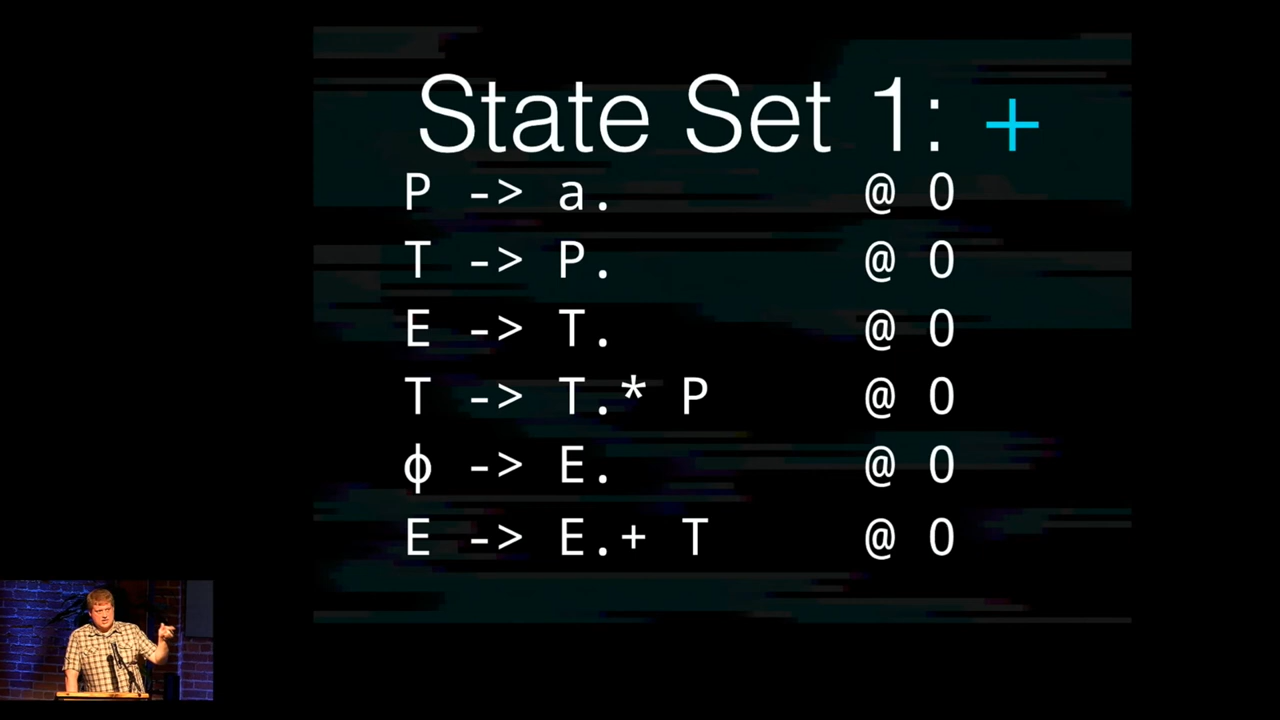 State Set 1: +
P -> a. @ 0
T -> P. @ 0
E -> T. @ 0
T -> T.* P @ 0
ϕ -> E. @ 0
E -> E.+ T @ 0